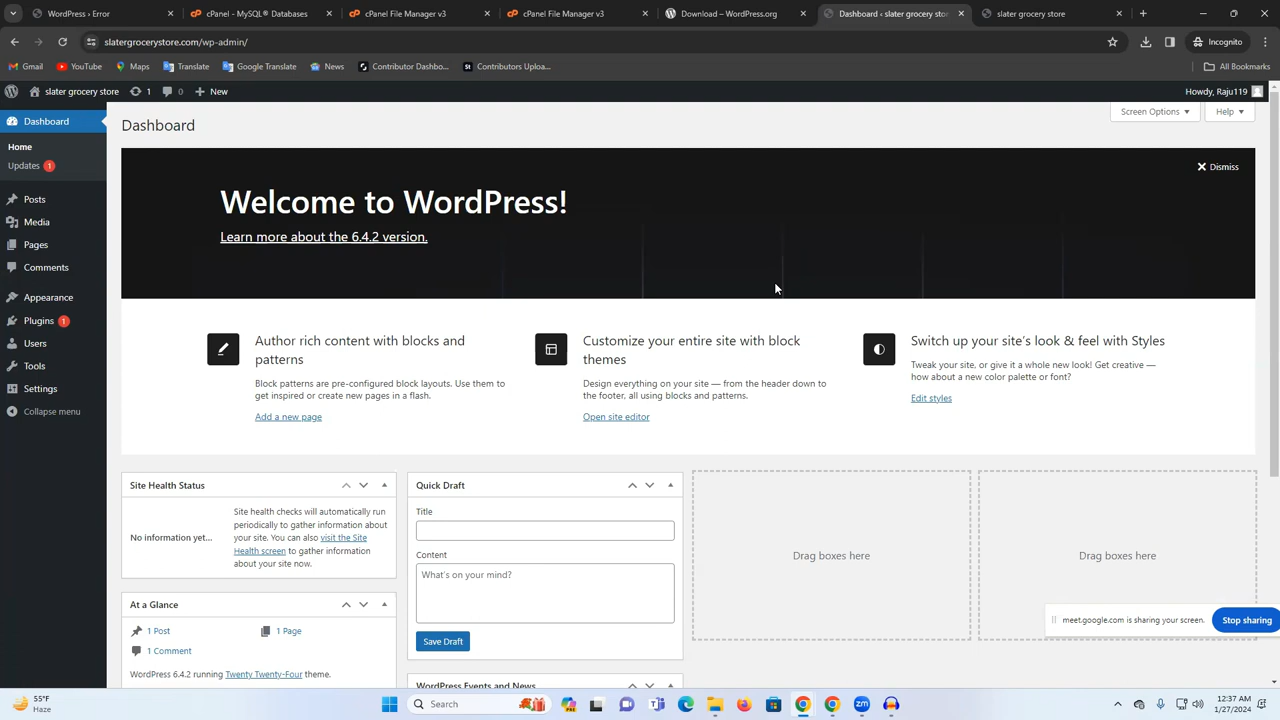 WordPress › Error
cPanel - MySQL® Databases
cPanel File Manager v3
cPanel File Manager v3
Download – WordPress.org
Dashboard ‹ slater grocery stor
slater grocery store
slatergrocerystore.com/wp-admin/
Incognito
Gmail
YouTube
Maps
Translate
Google Translate
News
Contributor Dashbo...
Contributors Uploa...
All Bookmarks
slater grocery store
1
0
New
Howdy, Raju119
Dashboard
Home
Updates 1
Posts
Media
Pages
Comments
Appearance
Plugins 1
Users
Tools
Settings
Collapse menu
Screen Options
Help
Dashboard
Dismiss
Welcome to WordPress!
Learn more about the 6.4.2 version.
Author rich content with blocks and
patterns
Block patterns are pre-configured block layouts. Use them to
get inspired or create new pages in a flash.
Add a new page
Customize your entire site with block
themes
Design everything on your site — from the header down to
the footer, all using blocks and patterns.
Open site editor
Switch up your site’s look & feel with Styles
Tweak your site, or give it a whole new look! Get creative —
how about a new color palette or font?
Edit styles
Site Health Status
No information yet...
Site health checks will automatically run
periodically to gather information about
your site. You can also visit the Site
Health screen to gather information
about your site now.
At a Glance
1 Post
1 Page
1 Comment
WordPress 6.4.2 running Twenty Twenty-Four theme.
Quick Draft
Title
Content
What’s on your mind?
Save Draft
WordPress Events and News
Drag boxes here
Drag boxes here
meet.google.com is sharing your screen.
Stop sharing
55°F
Haze
Search
12:37 AM
1/27/2024